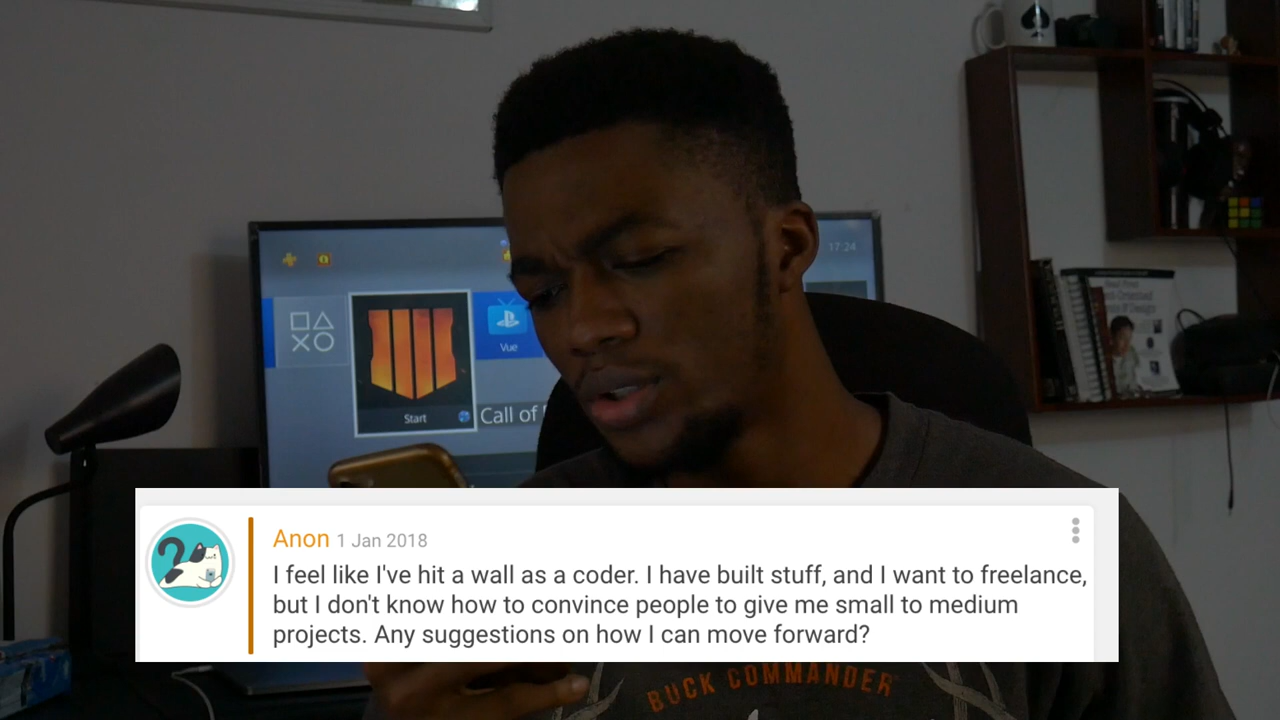 17:24
Vue
Start
Call of
Anon 1 Jan 2018
I feel like I've hit a wall as a coder. I have built stuff, and I want to freelance,
but I don't know how to convince people to give me small to medium
projects. Any suggestions on how I can move forward?
BUCK COMMANDER